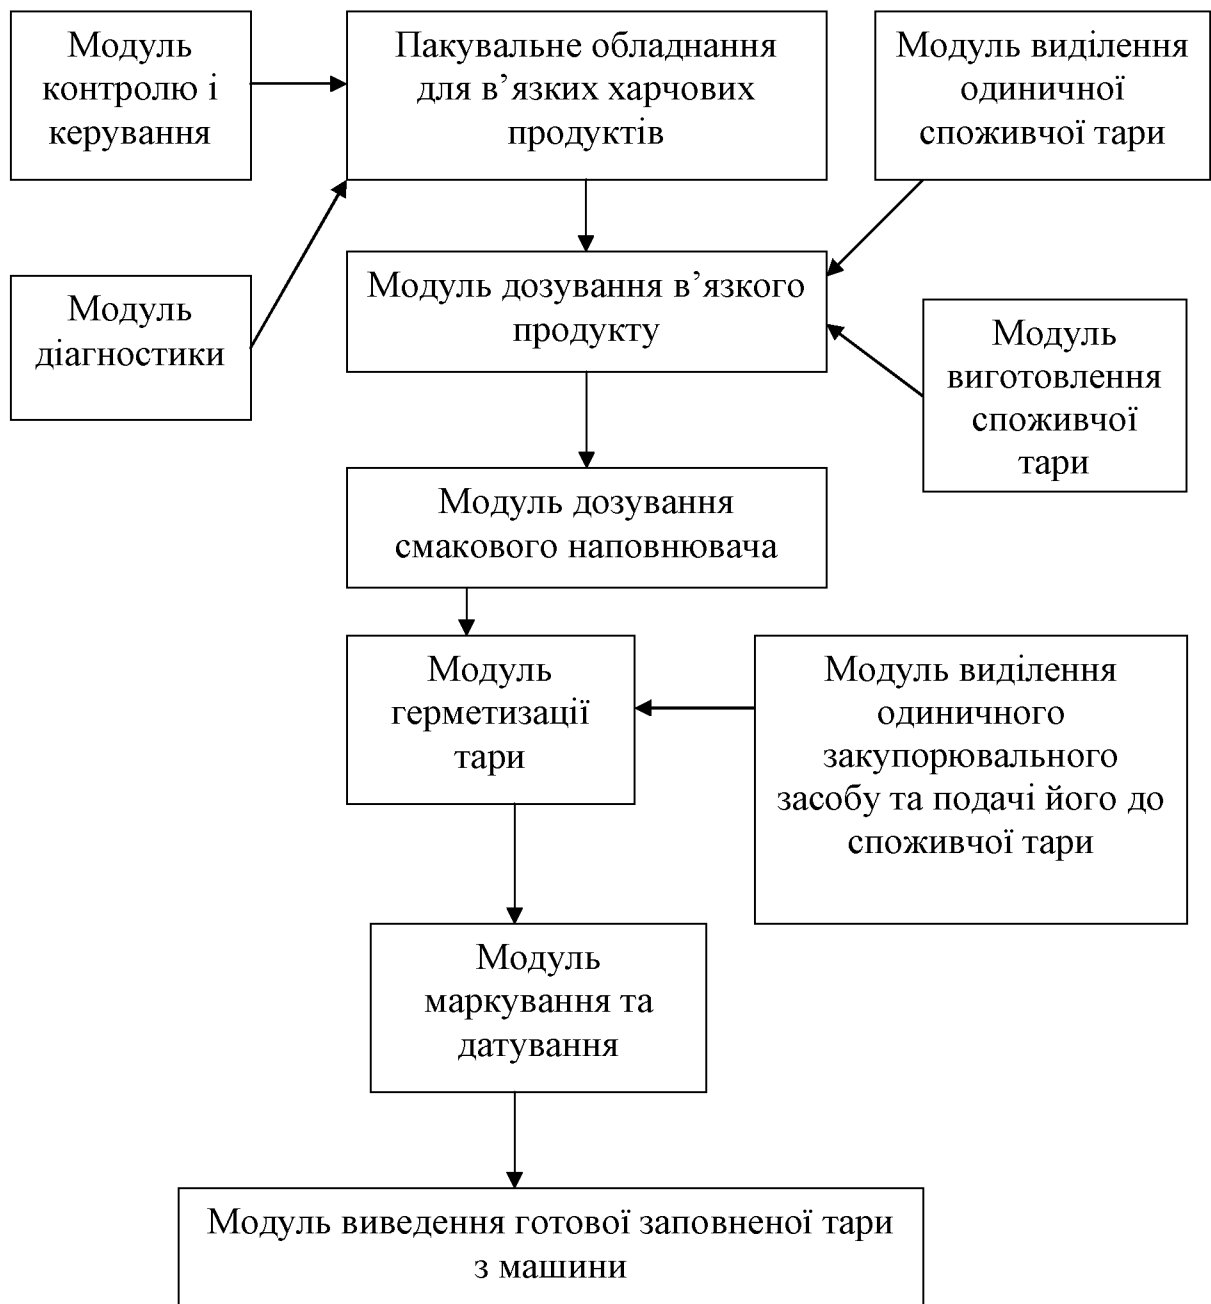 Модуль
контролю і
керування
Пакувальне обладнання
для в’язких харчових
продуктів
Модуль виділення
одиничної
споживчої тари
Модуль
діагностики
Модуль дозування в’язкого
продукту
Модуль
виготовлення
споживчої
тари
Модуль дозування
смакового наповнювача
Модуль
герметизації
тари
Модуль виділення
одиничного
закупорювального
засобу та подачі його до
споживчої тари
Модуль
маркування та
датування
Модуль виведення готової заповненої тари
з машини